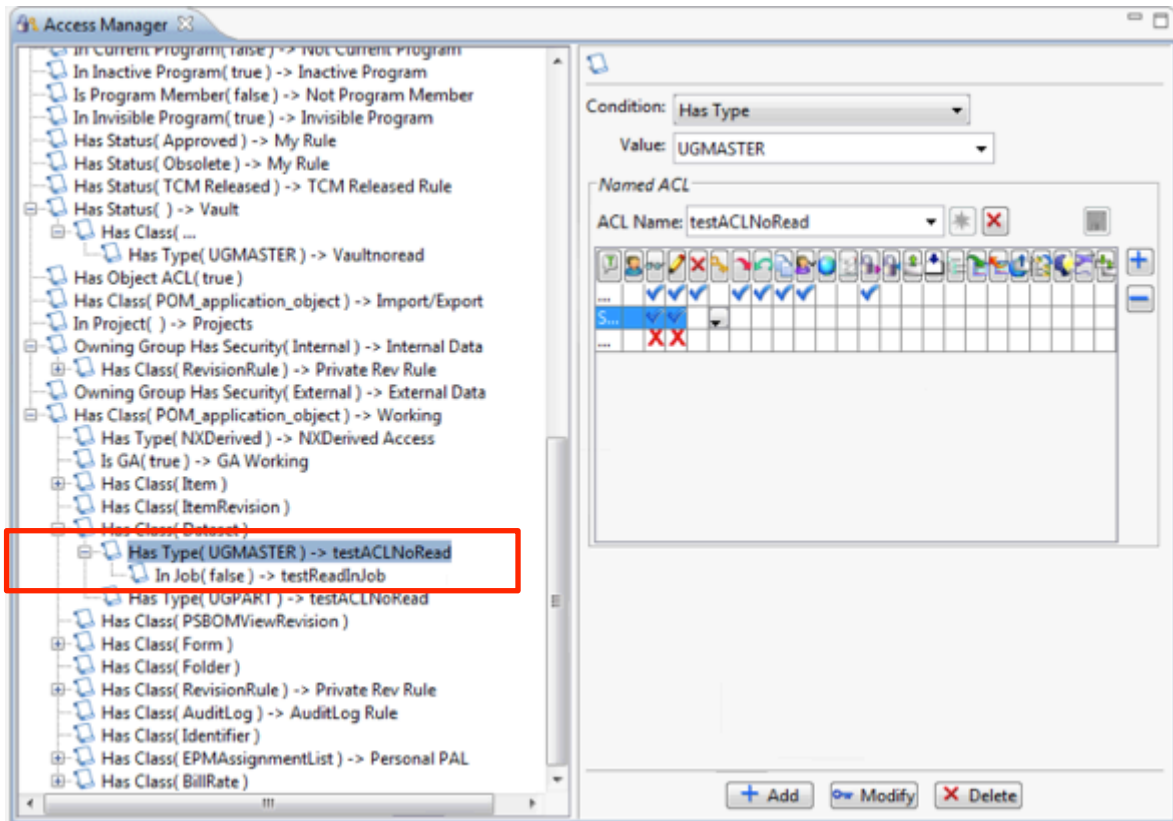 Access Manager
In Current Program( false ) -> Not Current Program
In Inactive Program( true ) -> Inactive Program
Is Program Member( false ) -> Not Program Member
In Invisible Program( true ) -> Invisible Program
Has Status( Approved ) -> My Rule
Has Status( Obsolete ) -> My Rule
Has Status( TCM Released ) -> TCM Released Rule
Has Status( ) -> Vault
Has Class( ...
Has Type( UGMASTER ) -> Vaultnoread
Has Object ACL( true )
Has Class( POM_application_object ) -> Import/Export
In Project( ) -> Projects
Owning Group Has Security( Internal ) -> Internal Data
Has Class( RevisionRule ) -> Private Rev Rule
Owning Group Has Security( External ) -> External Data
Has Class( POM_application_object ) -> Working
Has Type( NXDerived ) -> NXDerived Access
Is GA( true ) -> GA Working
Has Class( Item )
Has Class( ItemRevision )
Has Class( Dataset )
Has Type( UGMASTER ) -> testACLNoRead
In Job( false ) -> testReadInJob
Has Type( UGPART ) -> testACLNoRead
Has Class( PSBOMViewRevision )
Has Class( Form )
Has Class( Folder )
Has Class( RevisionRule ) -> Private Rev Rule
Has Class( AuditLog ) -> AuditLog Rule
Has Class( Identifier )
Has Class( EPMAssignmentList ) -> Personal PAL
Has Class( BillRate )
Condition: Has Type
Value: UGMASTER
Named ACL
ACL Name: testACLNoRead
...
S...
...
Add Modify Delete